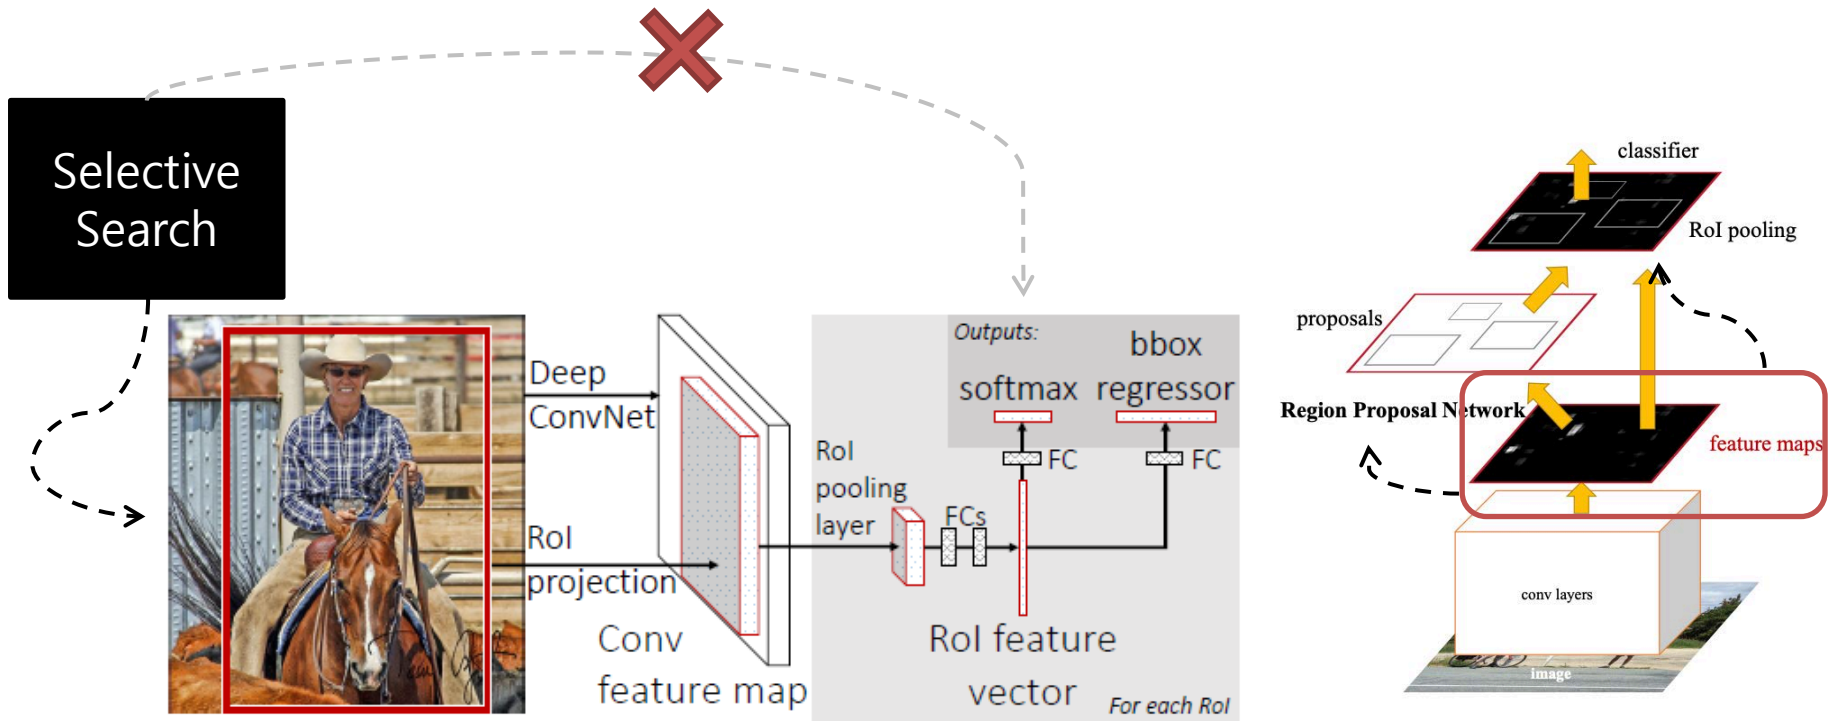 Selective
Search
Deep
ConvNet
RoI
projection
Conv
feature map
RoI
pooling
layer
FCs
Outputs:
softmax
bbox
regressor
FC
FC
RoI feature
vector
For each RoI
classifier
RoI pooling
proposals
Region Proposal Network
feature maps
conv layers
image